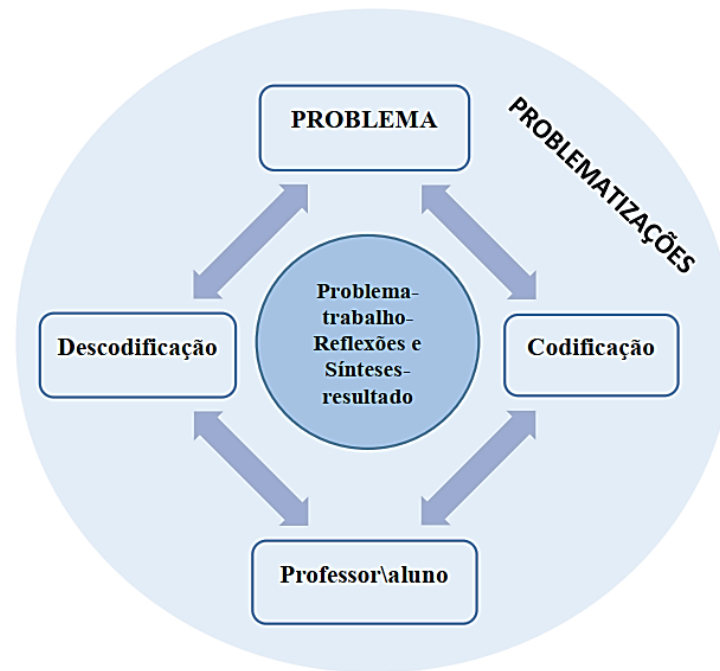 PROBLEMA
PROBLEMATIZAÇÕES
Problema-
trabalho-
Reflexões e
Sínteses-
resultado
Descodificação
Codificação
Professor\aluno